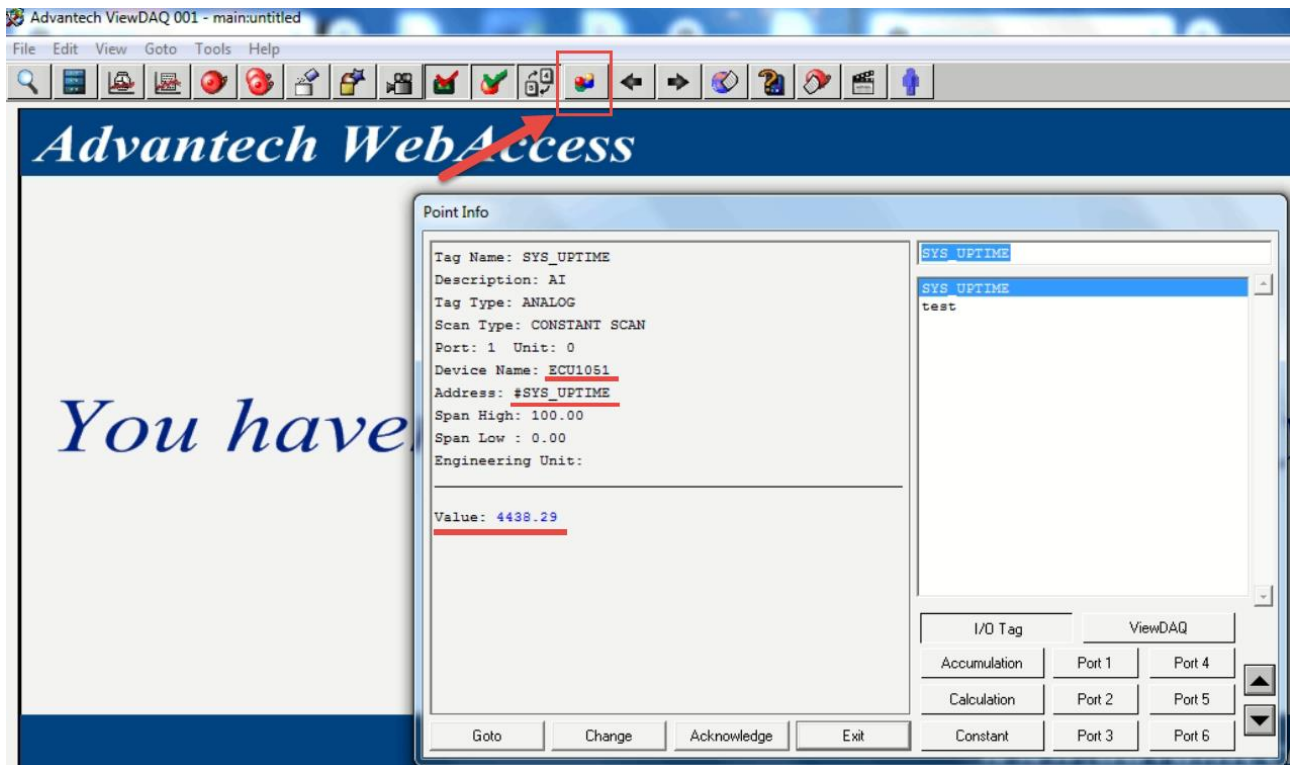 Advantech ViewDAQ 001 - main:untitled
File Edit View Goto Tools Help
Advantech WebAccess
You have
Point Info
Tag Name: SYS_UPTIME
Description: AI
Tag Type: ANALOG
Scan Type: CONSTANT SCAN
Port: 1 Unit: 0
Device Name: ECU1051
Address: #SYS_UPTIME
Span High: 100.00
Span Low : 0.00
Engineering Unit:
Value: 4438.29
SYS_UPTIME
SYS_UPTIME
test
I/O Tag ViewDAQ
Accumulation Port 1 Port 4
Calculation Port 2 Port 5
Constant Port 3 Port 6
Goto Change Acknowledge Exit